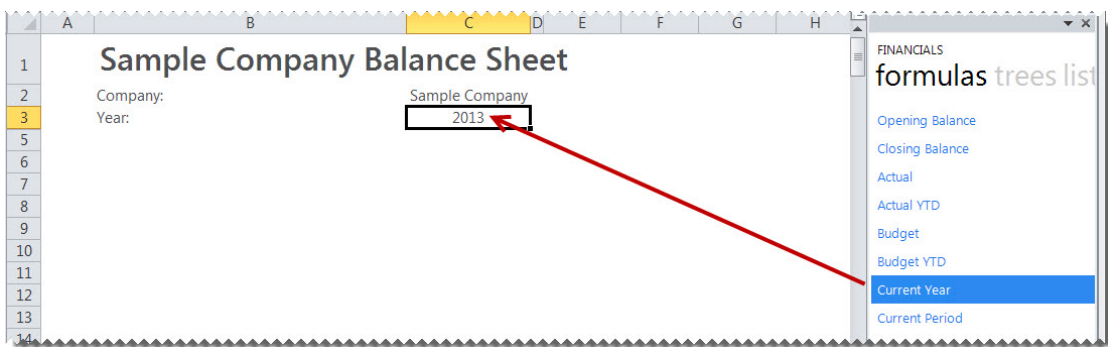 A B C D E F G H
1 Sample Company Balance Sheet
2 Company: Sample Company
3 Year: 2013
5
6
7
8
9
10
11
12
13
14
FINANCIALS
formulas trees list
Opening Balance
Closing Balance
Actual
Actual YTD
Budget
Budget YTD
Current Year
Current Period